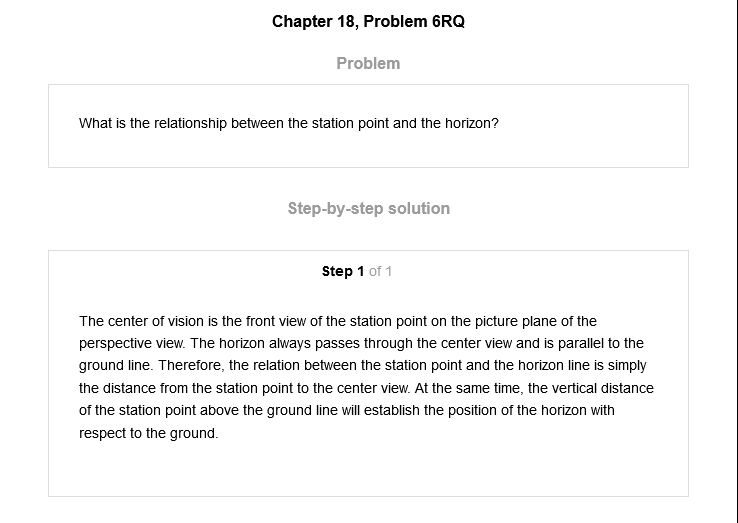 Chapter 18, Problem 6RQ
Problem
What is the relationship between the station point and the horizon?
Step-by-step solution
Step 1 of 1
The center of vision is the front view of the station point on the picture plane of the
perspective view. The horizon always passes through the center view and is parallel to the
ground line. Therefore, the relation between the station point and the horizon line is simply
the distance from the station point to the center view. At the same time, the vertical distance
of the station point above the ground line will establish the position of the horizon with
respect to the ground.